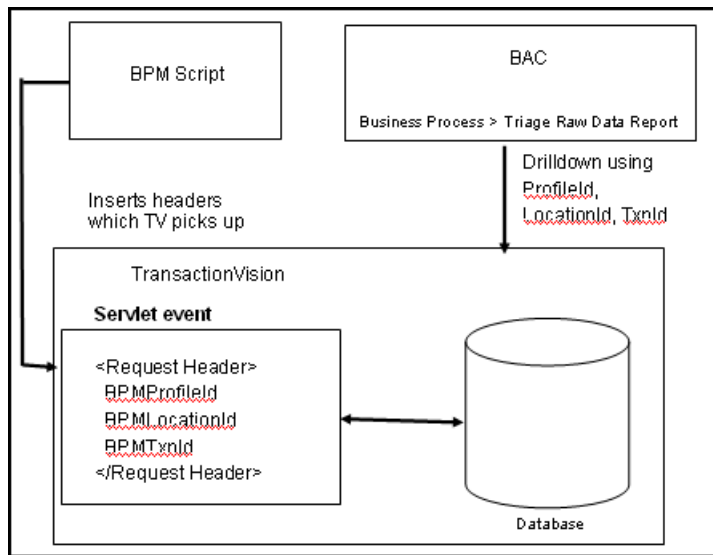 BPM Script
BAC
Business Process > Triage Raw Data Report
Drilldown using
ProfileId,
LocationId, TxnId
Inserts headers
which TV picks up
TransactionVision
Servlet event
<Request Header>
BPMProfileId
BPMLocationId
BPMTxnId
</Request Header>
Database